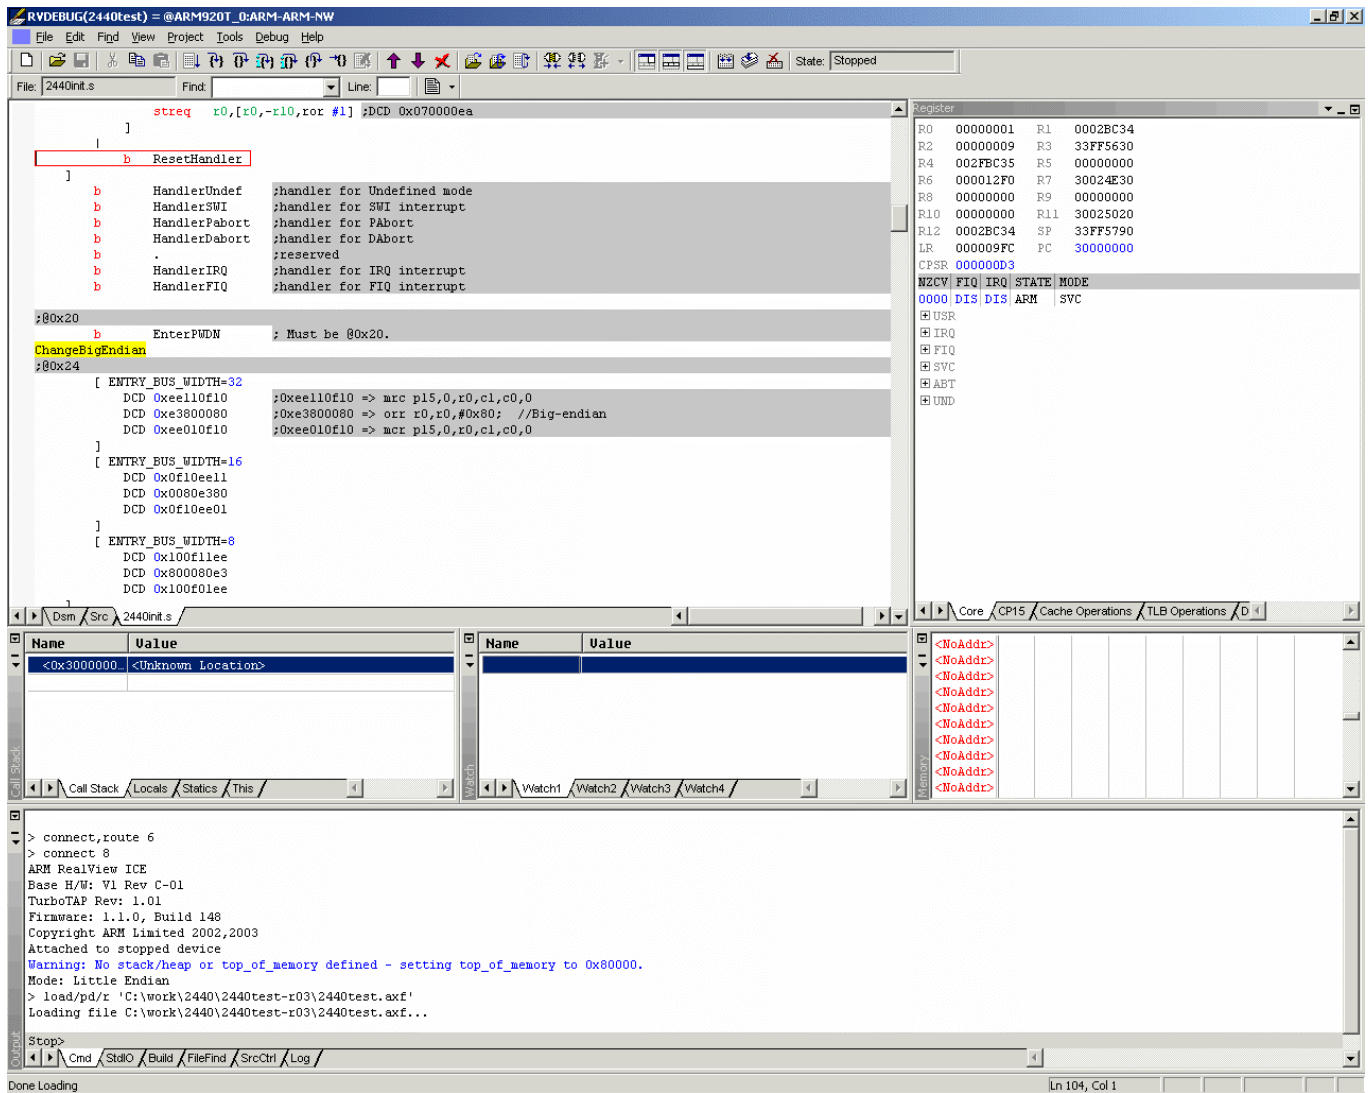 RVDEBUG(2440test) = @ARM920T_0:ARM-ARM-NW
File Edit Find View Project Tools Debug Help
State: Stopped
File: 2440init.s Find: Line:
streq r0,[r0,-r10,ror #1] ;DCD 0x070000ea
]
|
b ResetHandler
]
b HandlerUndef ;handler for Undefined mode
b HandlerSWI ;handler for SWI interrupt
b HandlerPabort ;handler for PAbort
b HandlerDabort ;handler for DAbort
b . ;reserved
b HandlerIRQ ;handler for IRQ interrupt
b HandlerFIQ ;handler for FIQ interrupt
;@0x20
b EnterPWDN ; Must be @0x20.
ChangeBigEndian
;@0x24
[ ENTRY_BUS_WIDTH=32
DCD 0xee110f10 ;0xee110f10 => mrc p15,0,r0,c1,c0,0
DCD 0xe3800080 ;0xe3800080 => orr r0,r0,#0x80; //Big-endian
DCD 0xee010f10 ;0xee010f10 => mcr p15,0,r0,c1,c0,0
]
[ ENTRY_BUS_WIDTH=16
DCD 0x0f10ee11
DCD 0x0080e380
DCD 0x0f10ee01
]
[ ENTRY_BUS_WIDTH=8
DCD 0x100f11ee
DCD 0x800080e3
DCD 0x100f01ee
]
Dsm Src 2440init.s
Register
R0 00000001 R1 0002BC34
R2 00000009 R3 33FF5630
R4 002FBC35 R5 00000000
R6 000012F0 R7 30024E30
R8 00000000 R9 00000000
R10 00000000 R11 30025020
R12 0002BC34 SP 33FF5790
LR 000009FC PC 30000000
CPSR 000000D3
NZCV FIQ IRQ STATE MODE
0000 DIS DIS ARM SVC
USR
IRQ
FIQ
SVC
ABT
UND
Core CP15 Cache Operations TLB Operations D
Name Value
<0x3000000... <Unknown Location>
Call Stack
Call Stack Locals Statics This
Name Value
Watch
Watch1 Watch2 Watch3 Watch4
<NoAddr>
<NoAddr>
<NoAddr>
<NoAddr>
<NoAddr>
<NoAddr>
<NoAddr>
<NoAddr>
<NoAddr>
<NoAddr>
Memory
> connect,route 6
> connect 8
ARM RealView ICE
Base H/W: V1 Rev C-01
TurboTAP Rev: 1.01
Firmware: 1.1.0, Build 148
Copyright ARM Limited 2002,2003
Attached to stopped device
Warning: No stack/heap or top_of_memory defined - setting top_of_memory to 0x80000.
Mode: Little Endian
> load/pd/r 'C:\work\2440\2440test-r03\2440test.axf'
Loading file C:\work\2440\2440test-r03\2440test.axf...
Stop>
Output
Cmd StdIO Build FileFind SrcCtrl Log
Done Loading Ln 104, Col 1